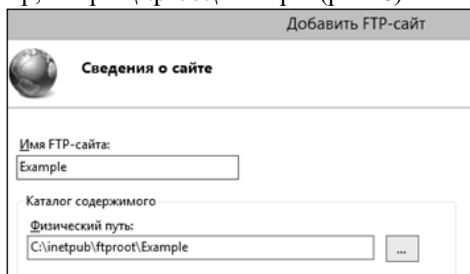 Добавить FTP-сайт
Сведения о сайте
Имя FTP-сайта:
Example
Каталог содержимого
Физический путь:
C:\inetpub\ftproot\Example
...